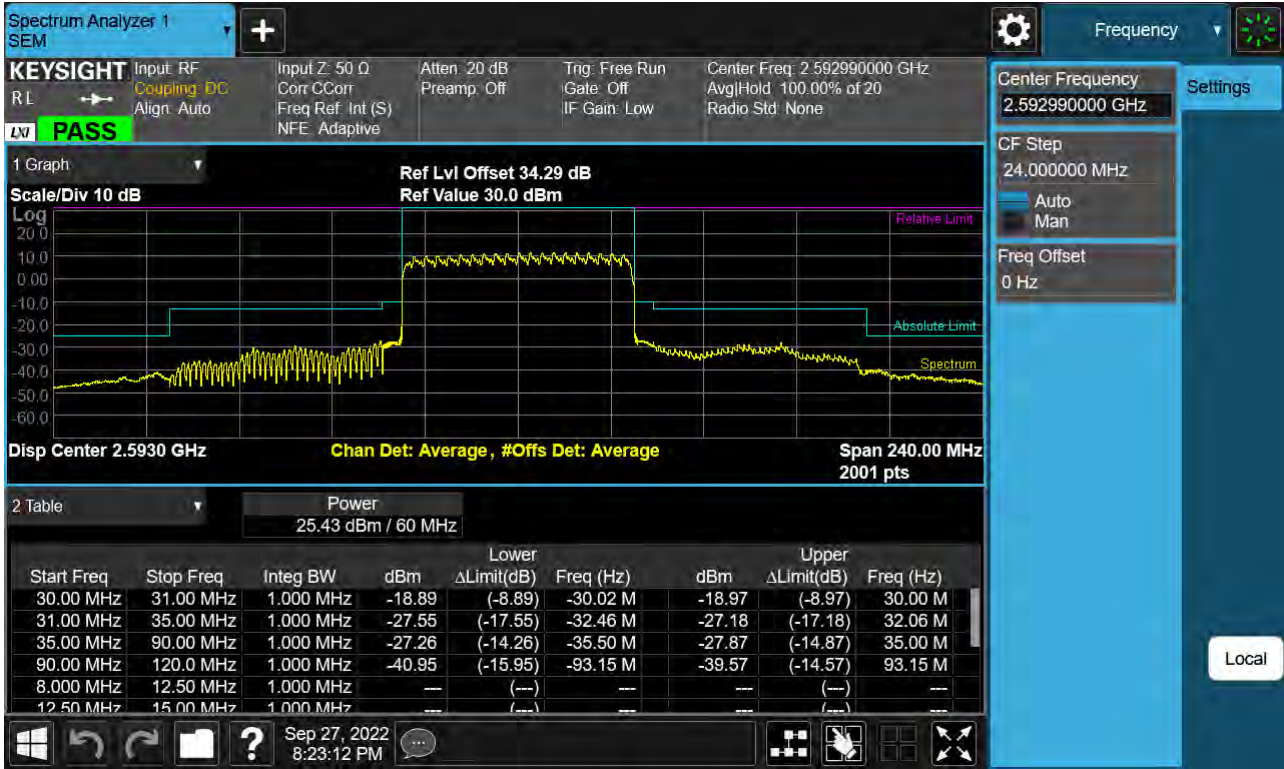 Spectrum Analyzer 1
SEM
+
Frequency
KEYSIGHT
R L
LXI
PASS
Input: RF
Coupling: DC
Align: Auto
Input Z: 50 Ω
Corr CCorr
Freq Ref: Int (S)
NFE: Adaptive
Atten: 20 dB
Preamp: Off
Trig: Free Run
Gate: Off
IF Gain: Low
Center Freq: 2.592990000 GHz
Avg|Hold: 100.00% of 20
Radio Std: None
Center Frequency
2.592990000 GHz
Settings
CF Step
24.000000 MHz
Auto
Man
Freq Offset
0 Hz
Local
1 Graph
Scale/Div 10 dB
Ref Lvl Offset 34.29 dB
Ref Value 30.0 dBm
Log
20.0
10.0
0.00
-10.0
-20.0
-30.0
-40.0
-50.0
-60.0
Relative Limit
Absolute Limit
Spectrum
Disp Center 2.5930 GHz
Chan Det: Average , #Offs Det: Average
Span 240.00 MHz
2001 pts
2 Table
Power
25.43 dBm / 60 MHz
Lower Upper
Start Freq Stop Freq Integ BW dBm ΔLimit(dB) Freq (Hz) dBm ΔLimit(dB) Freq (Hz)
30.00 MHz 31.00 MHz 1.000 MHz -18.89 (-8.89) -30.02 M -18.97 (-8.97) 30.00 M
31.00 MHz 35.00 MHz 1.000 MHz -27.55 (-17.55) -32.46 M -27.18 (-17.18) 32.06 M
35.00 MHz 90.00 MHz 1.000 MHz -27.26 (-14.26) -35.50 M -27.87 (-14.87) 35.00 M
90.00 MHz 120.0 MHz 1.000 MHz -40.95 (-15.95) -93.15 M -39.57 (-14.57) 93.15 M
8.000 MHz 12.50 MHz 1.000 MHz --- (---) --- --- (---) ---
12.50 MHz 15.00 MHz 1.000 MHz --- (---) --- --- (---) ---
?
Sep 27, 2022
8:23:12 PM